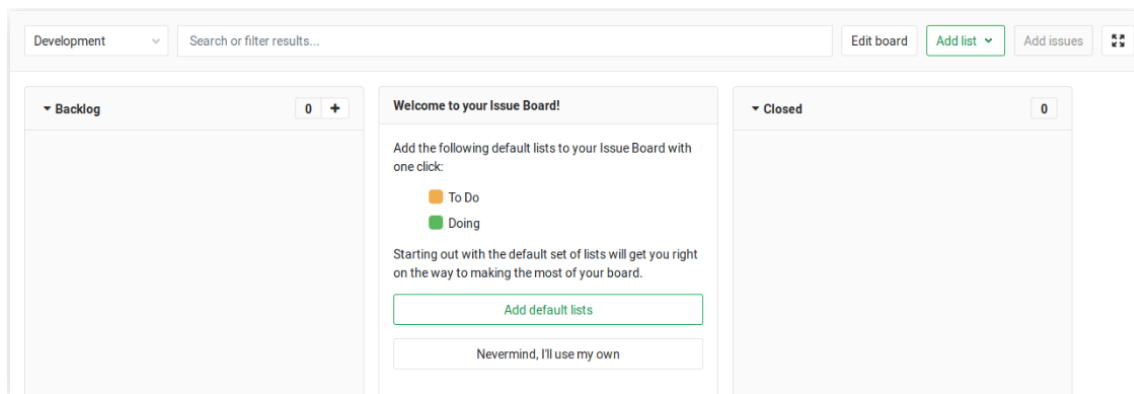 Development
Search or filter results...
Edit board
Add list
Add issues
Backlog
0
+
Welcome to your Issue Board!
Add the following default lists to your Issue Board with
one click:
To Do
Doing
Starting out with the default set of lists will get you right
on the way to making the most of your board.
Add default lists
Nevermind, I'll use my own
Closed
0